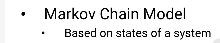 • Markov Chain Model
• Based on states of a system